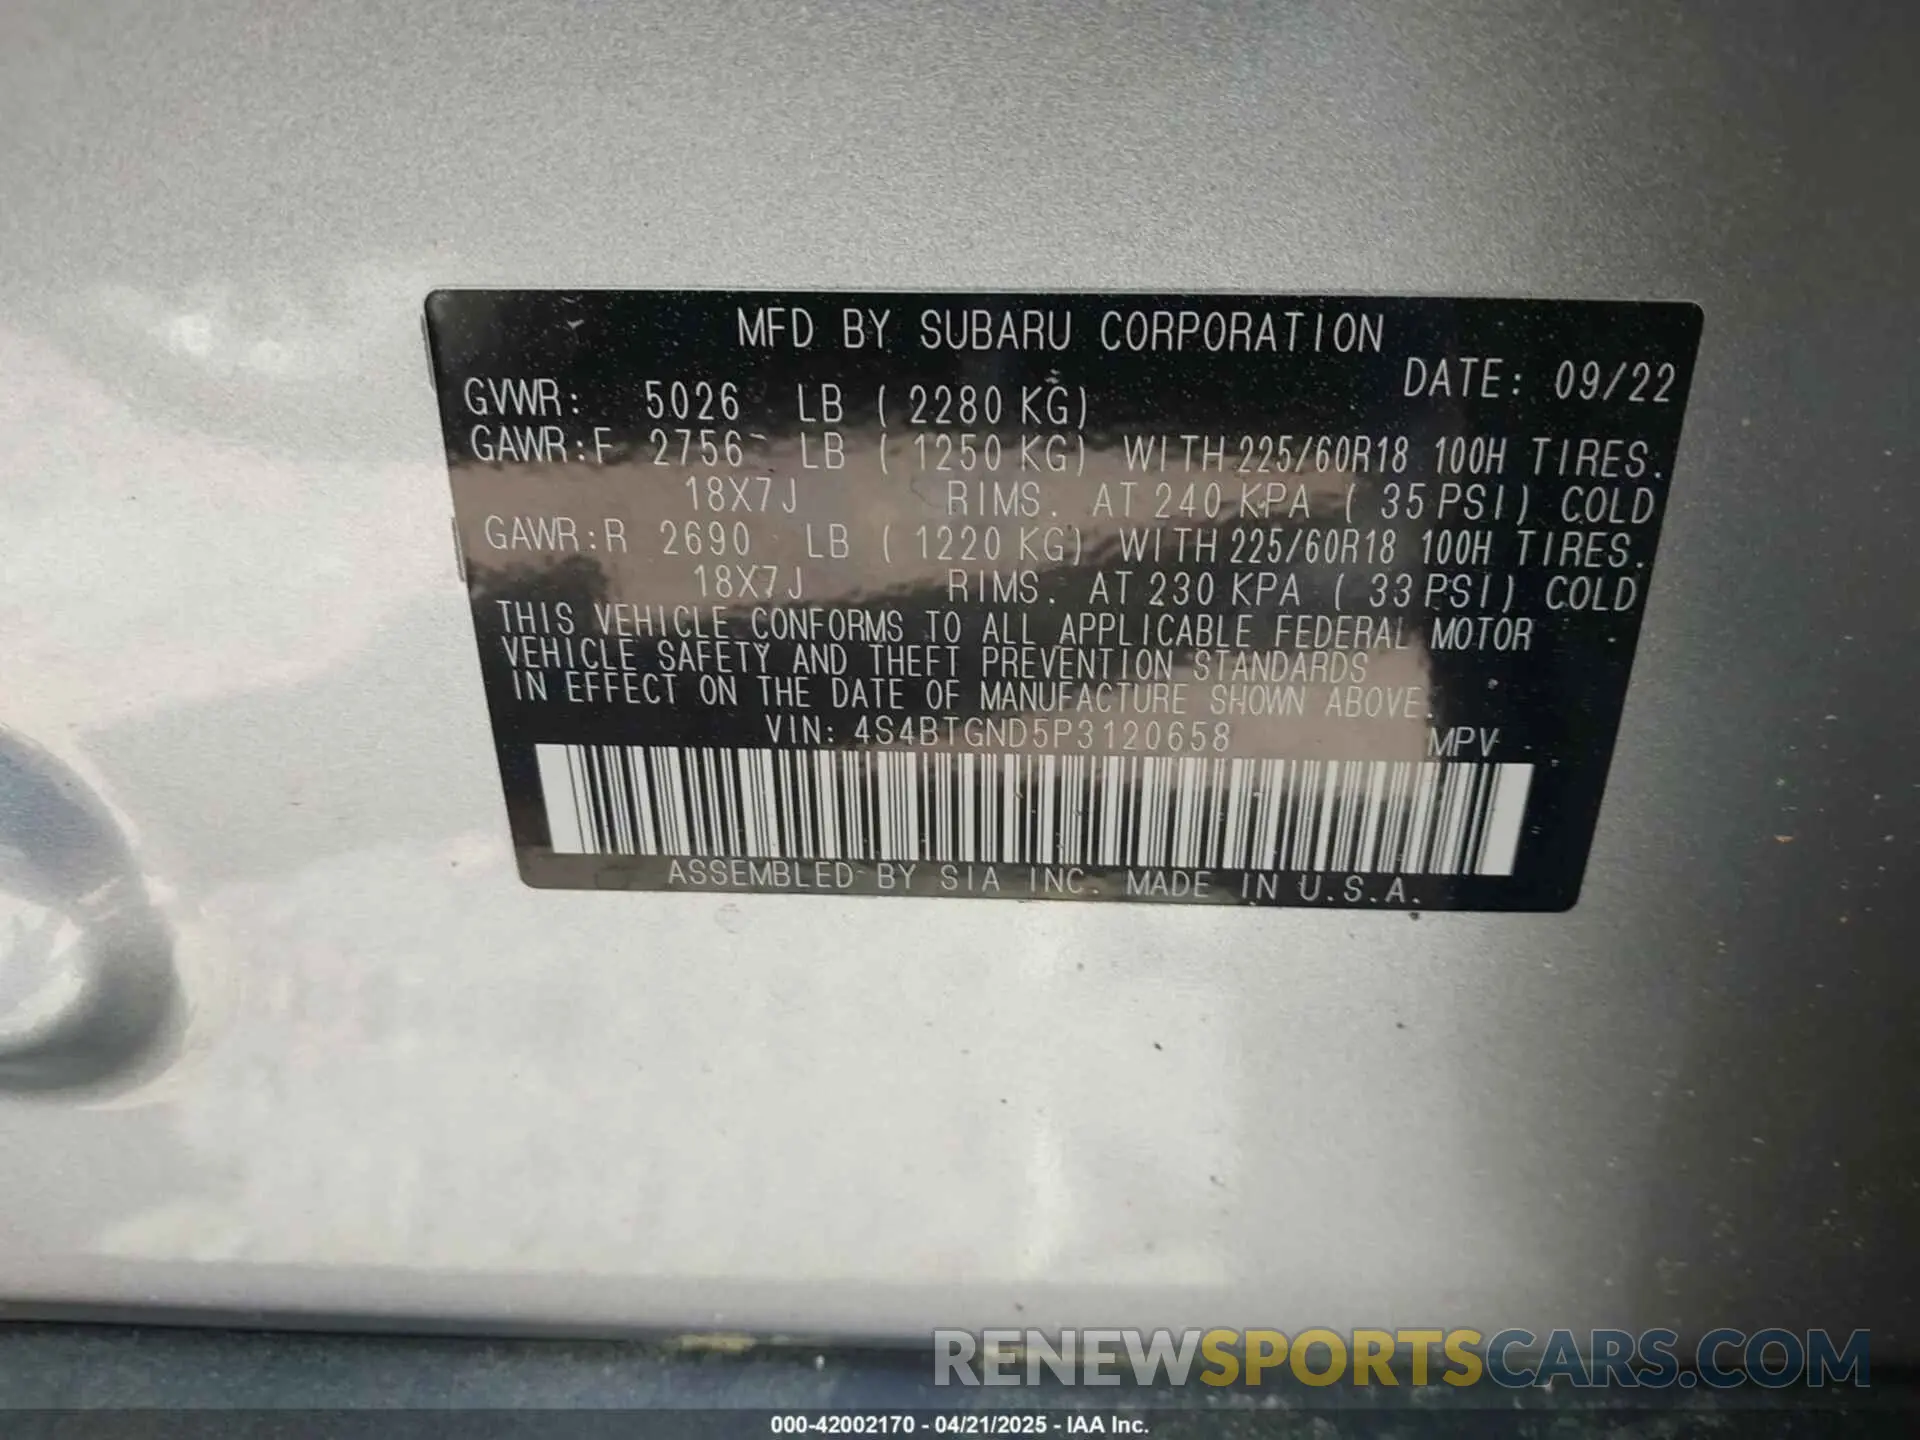 MFD BY SUBARU CORPORATION
DATE: 09/22
GVWR: 5026 LB ( 2280 KG)
GAWR:F 2756 LB ( 1250 KG) WITH 225/60R18 100H TIRES.
18X7J RIMS. AT 240 KPA ( 35 PSI) COLD
GAWR:R 2690 LB ( 1220 KG) WITH 225/60R18 100H TIRES.
18X7J RIMS. AT 230 KPA ( 33 PSI) COLD
THIS VEHICLE CONFORMS TO ALL APPLICABLE FEDERAL MOTOR
VEHICLE SAFETY AND THEFT PREVENTION STANDARDS
IN EFFECT ON THE DATE OF MANUFACTURE SHOWN ABOVE.
VIN: 4S4BTGND5P3120658 MPV
ASSEMBLED BY SIA INC. MADE IN U.S.A.
RENEWSPORTSCARS.COM
000-42002170 - 04/21/2025 - IAA Inc.